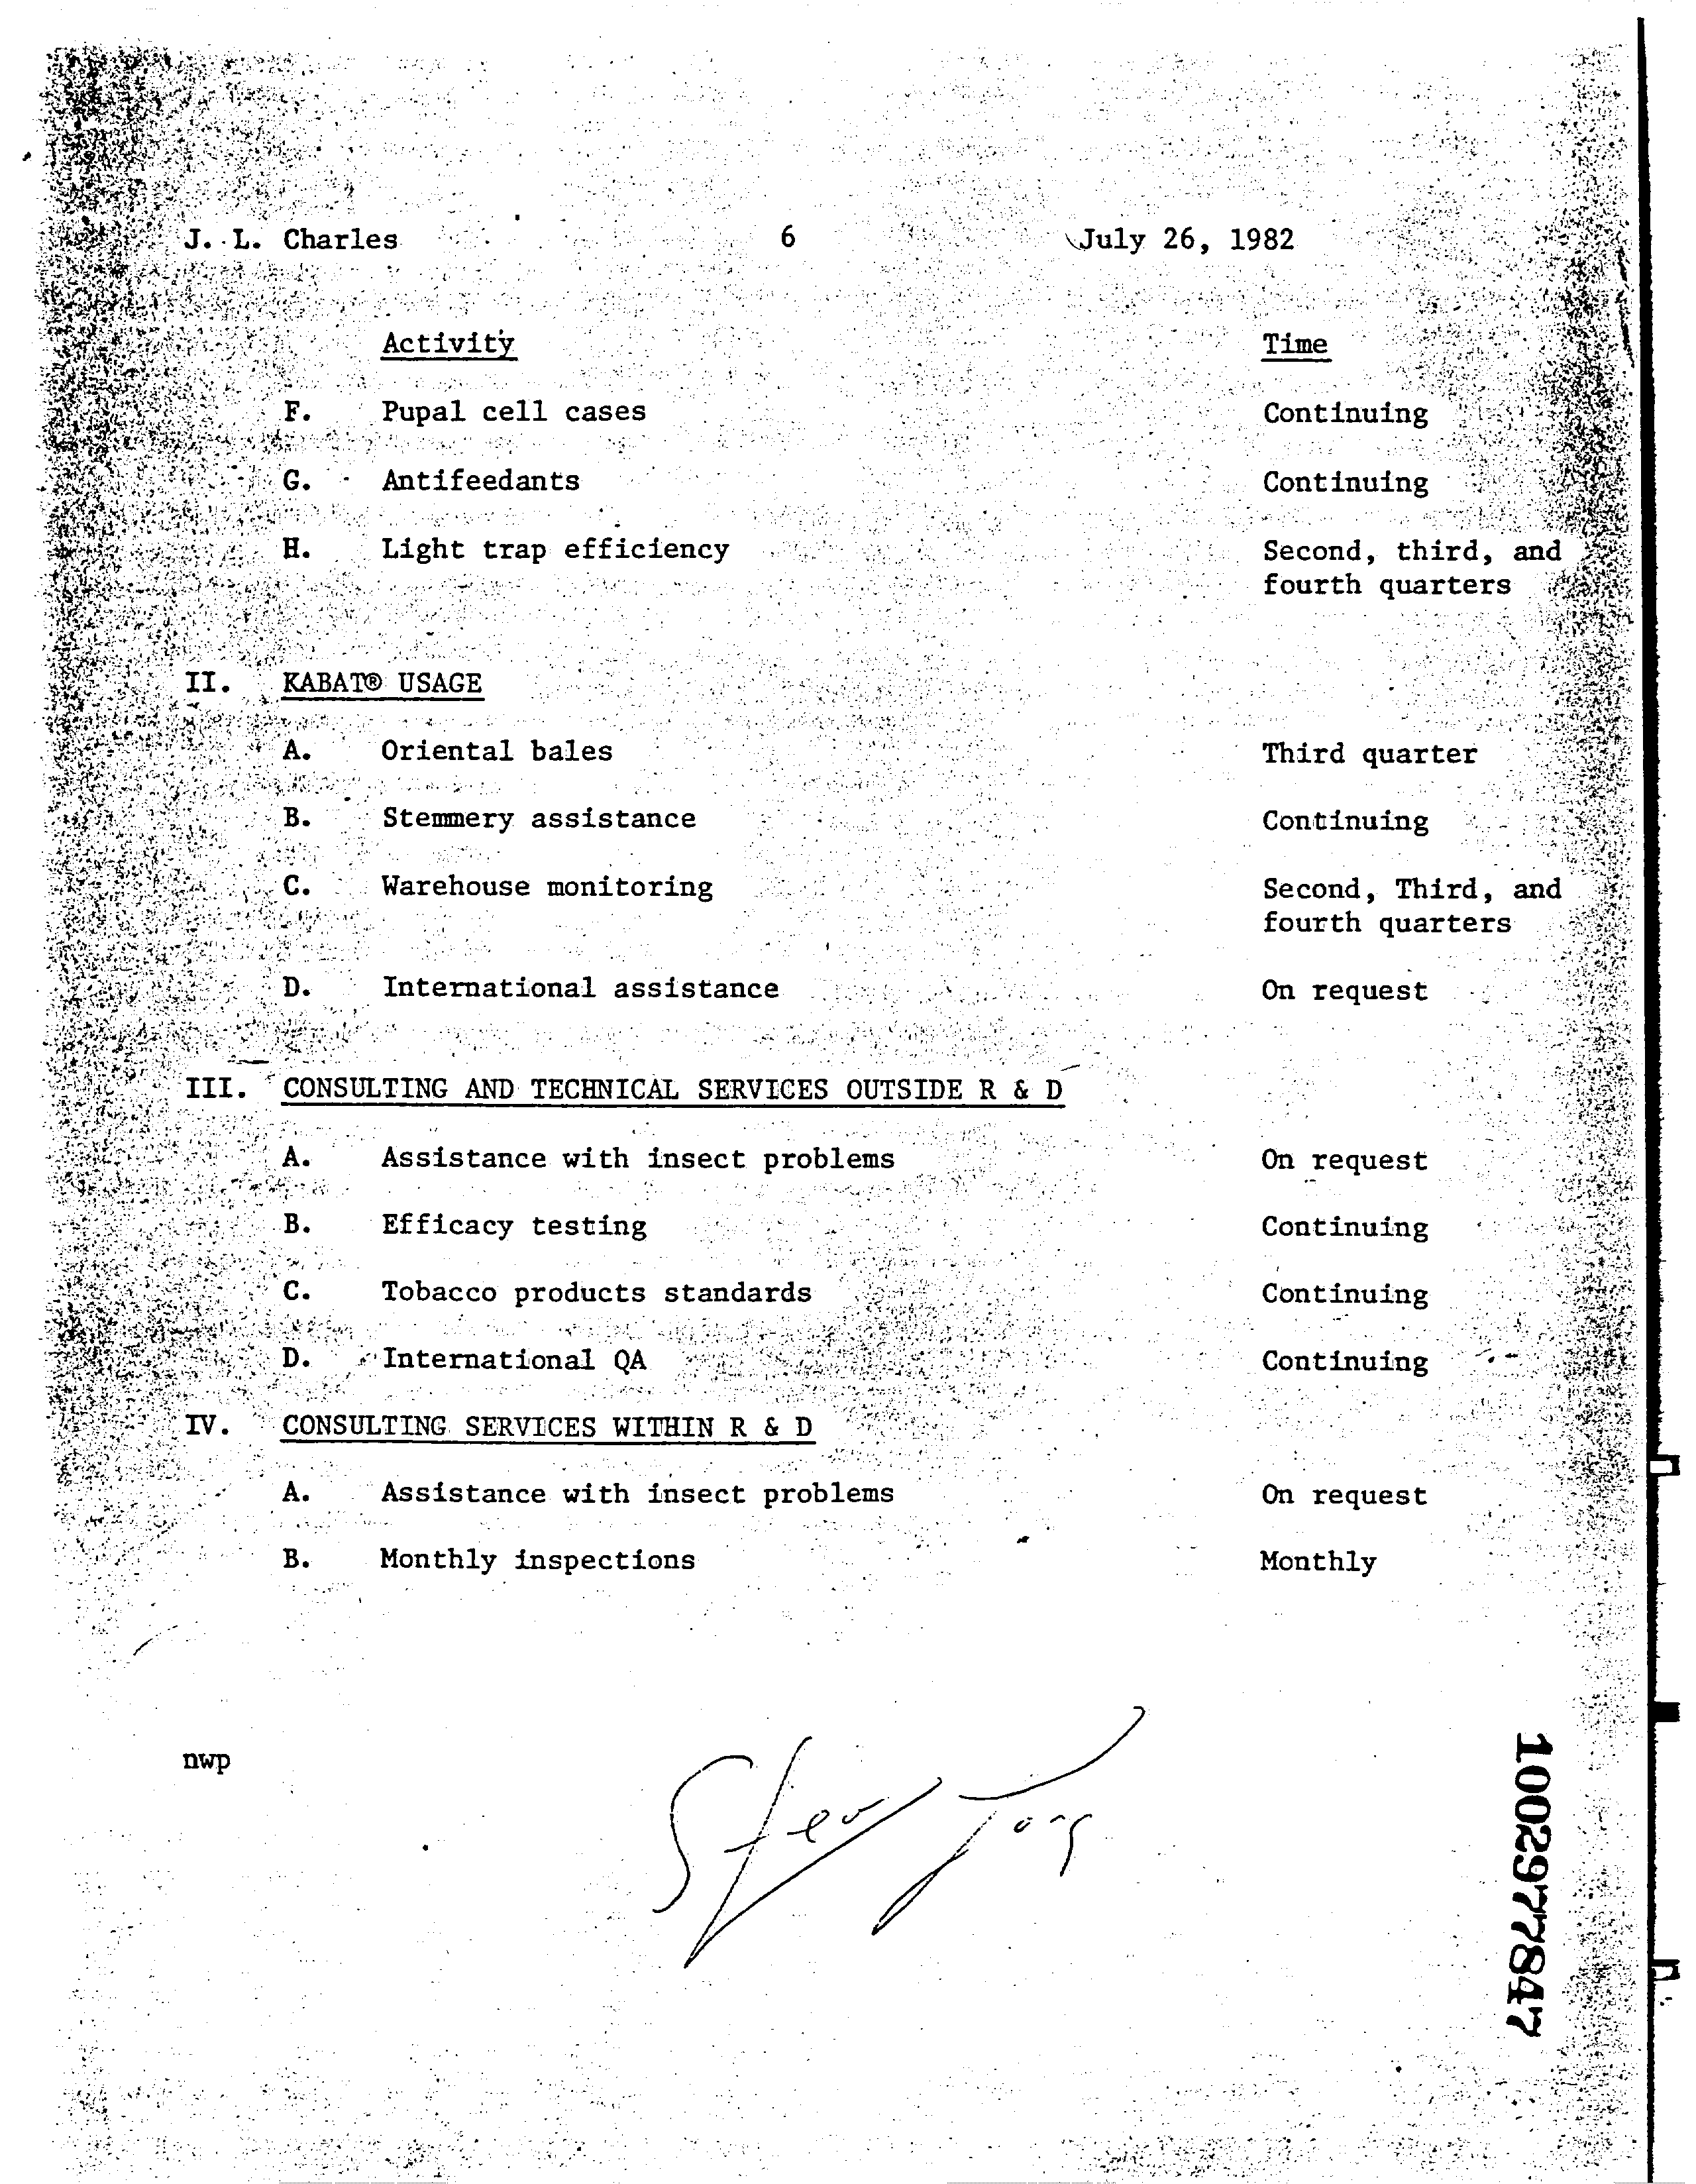 J. L. Charles 6 July 26, 1982
Activity Time
F. Pupal cell cases Continuing
G. Antifeedants Continuing
H. Light trap efficiency Second, third, and
fourth quarters
II. KABAT® USAGE
A. Oriental bales Third quarter
B. Stemmery assistance Continuing
C. Warehouse monitoring Second, Third, and
fourth quarters
D. International assistance On request
III. CONSULTING AND TECHNICAL SERVICES OUTSIDE R & D
A. Assistance with insect problems On request
B. Efficacy testing Continuing
C. Tobacco products standards Continuing
D. International QA Continuing
IV. CONSULTING SERVICES WITHIN R & D
A. Assistance with insect problems On request
B. Monthly inspections Monthly
nwp
1002977847